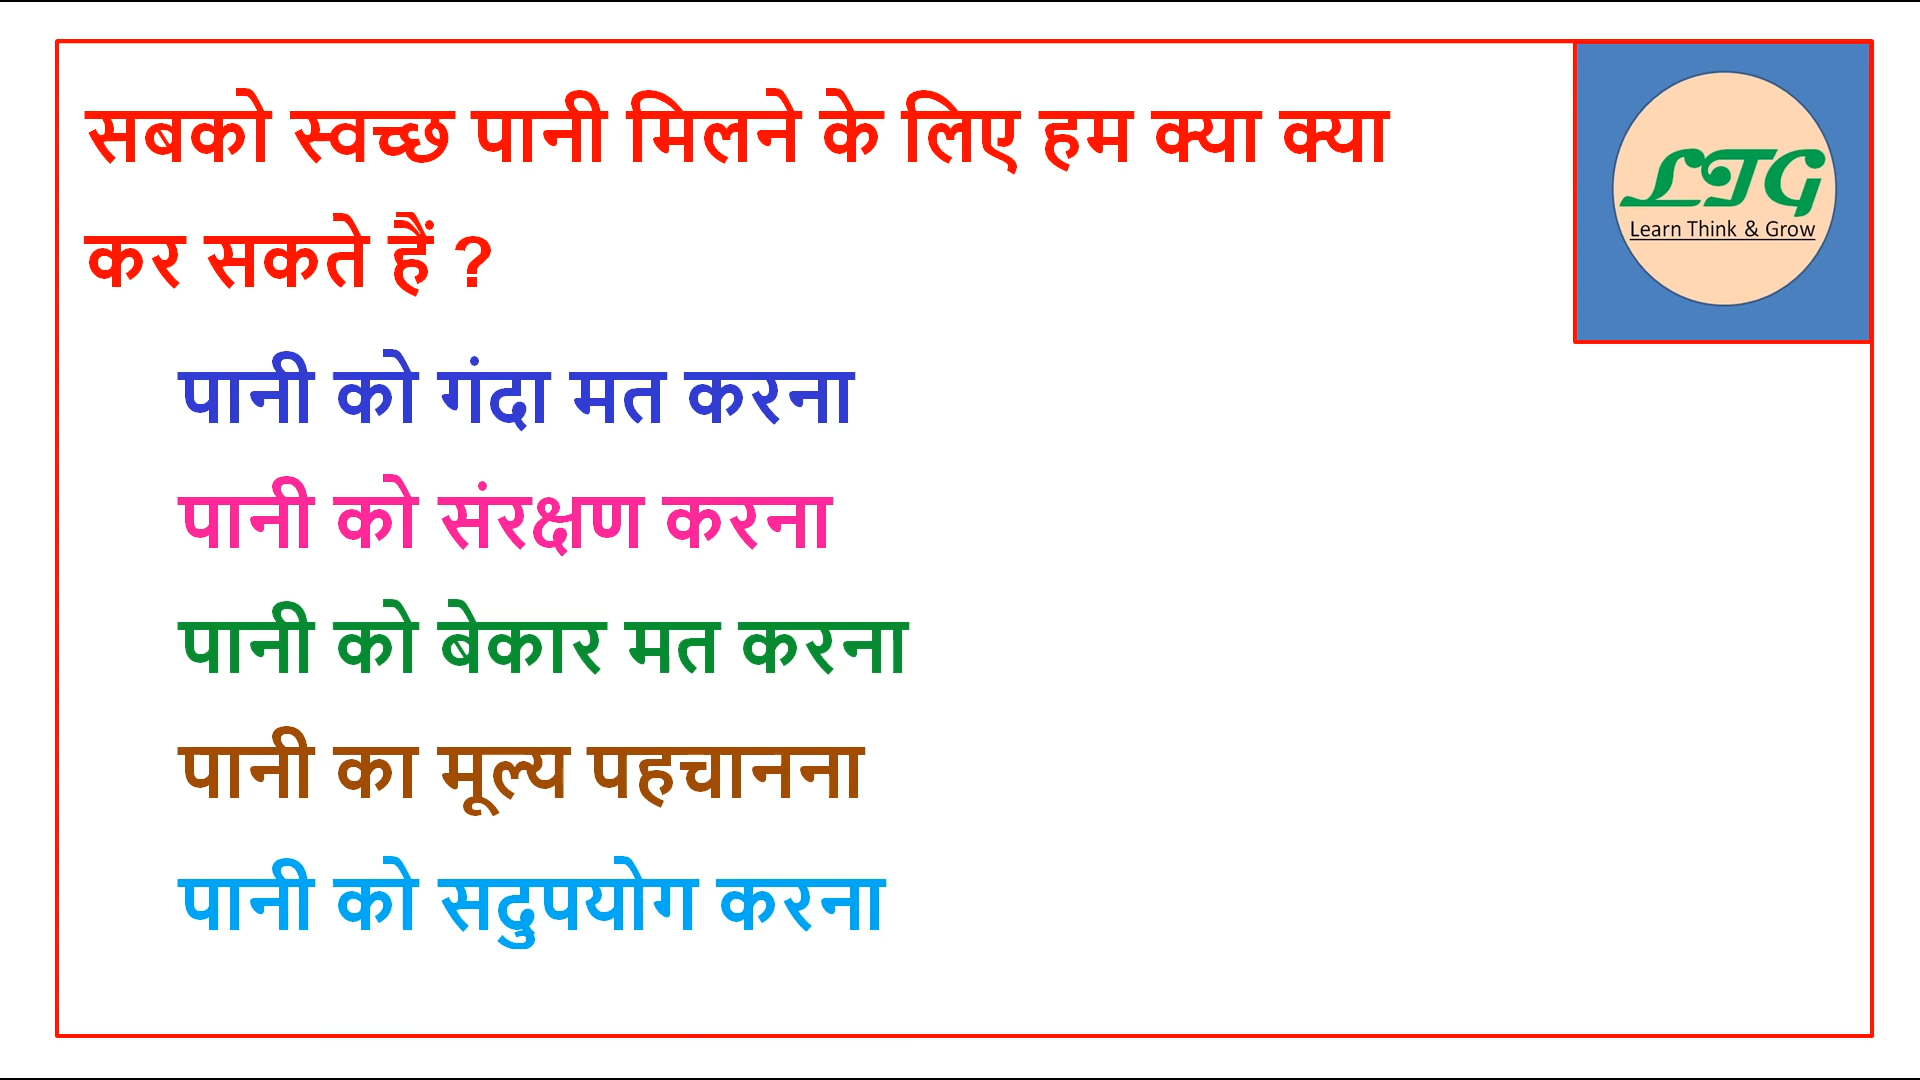 सबको स्वच्छ पानी मिलने के लिए हम क्या क्या
कर सकते हैं ?
पानी को गंदा मत करना
पानी को संरक्षण करना
पानी को बेकार मत करना
पानी का मूल्य पहचानना
पानी को सदुपयोग करना
LTG
Learn Think & Grow